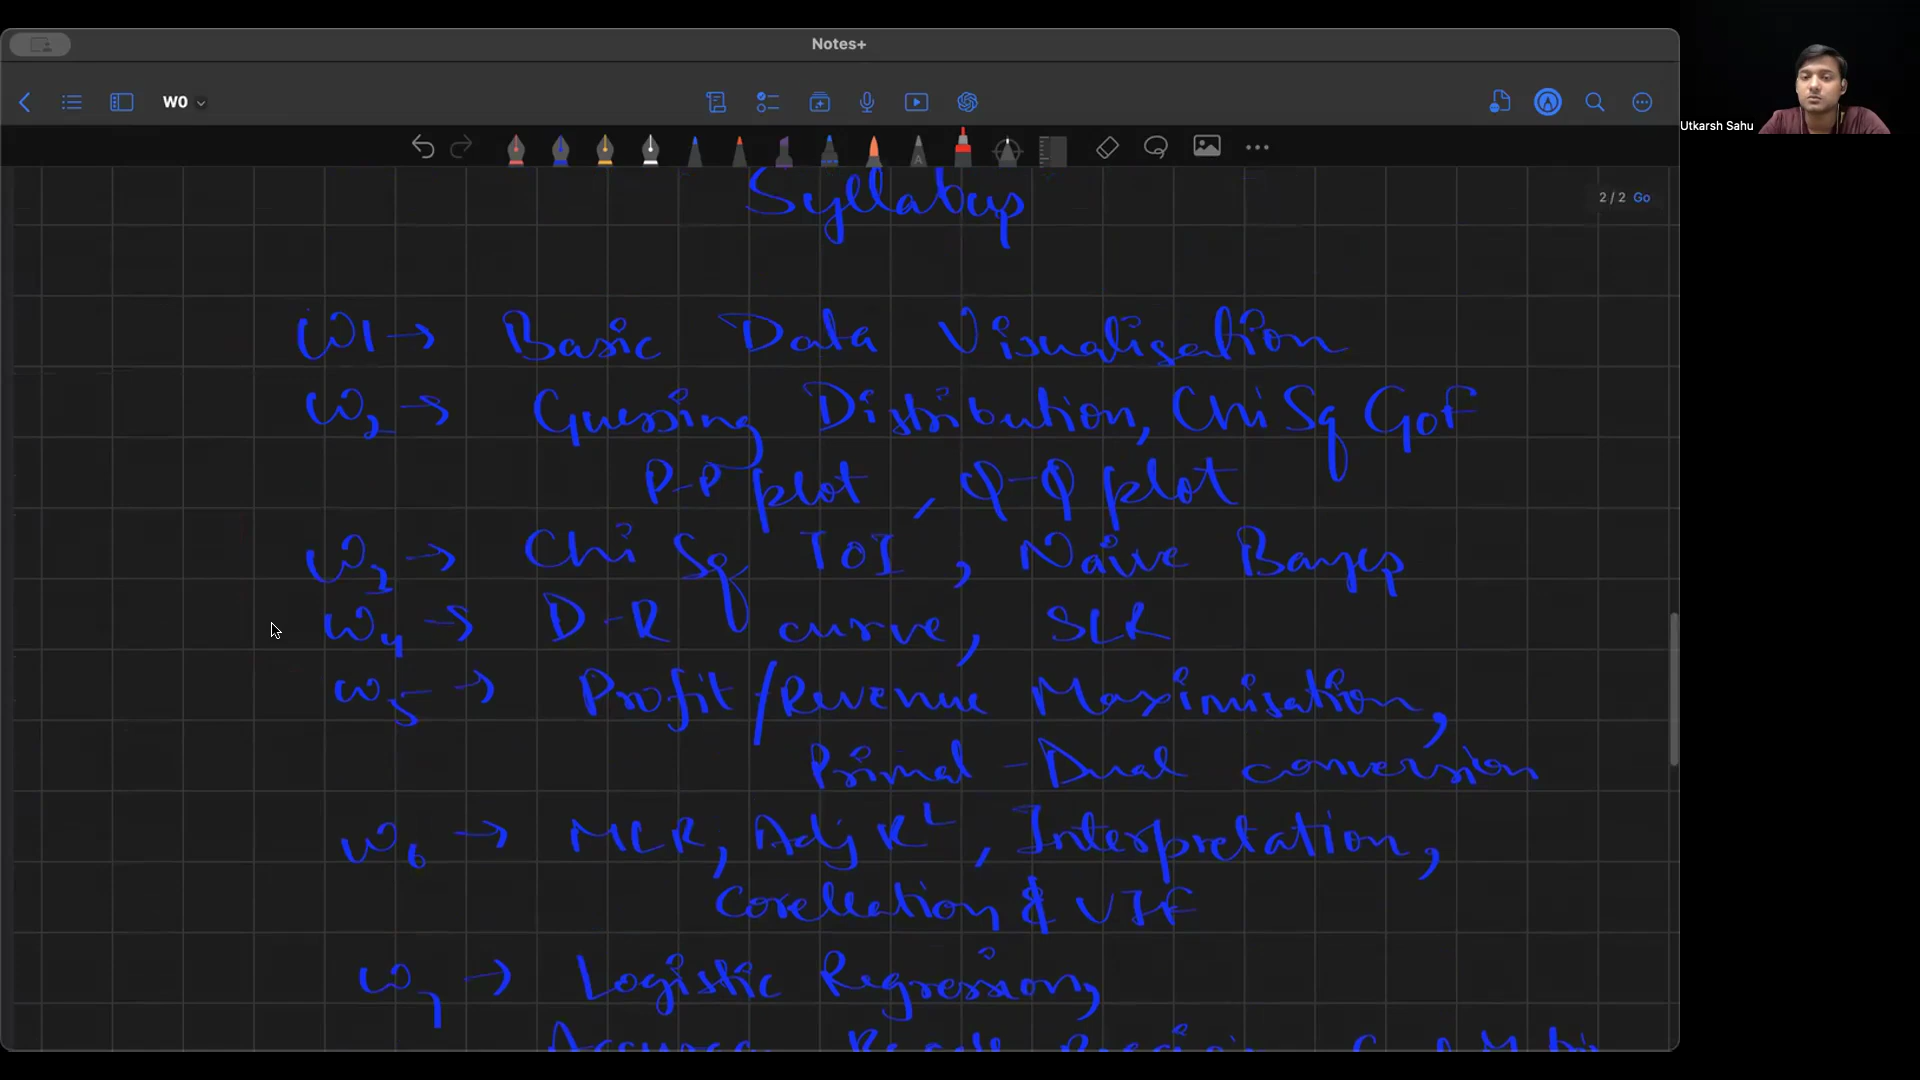 Notes+
W0
Utkarsh Sahu
2/2 Go
Syllabus
W1 → Basic Data Visualisation
W2 → Guessing Distribution, Chi Sq GoF
P-P plot, Q-Q plot
W3 → Chi Sq ToI, Naive Bayes
W4 → D-R curve, SLR
W5 → Profit/Revenue Maximisation,
Primal - Dual conversion
W6 → MLR, Adj R², Interpretation,
Corellation & VIF
W7 → Logistic Regression,